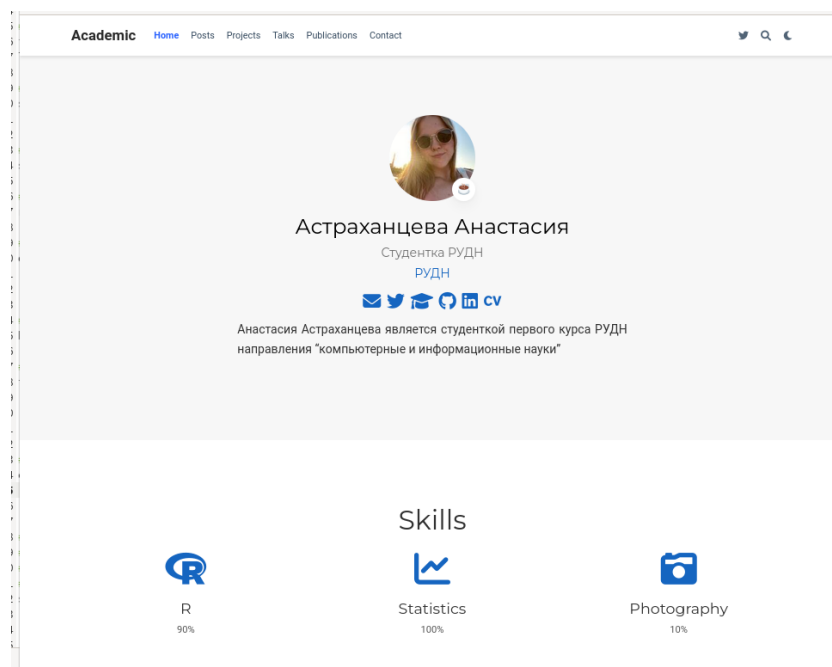 Academic Home Posts Projects Talks Publications Contact
Астраханцева Анастасия
Студентка РУДН
РУДН
CV
Анастасия Астраханцева является студенткой первого курса РУДН
направления “компьютерные и информационные науки”
Skills
R Statistics Photography
90% 100% 10%